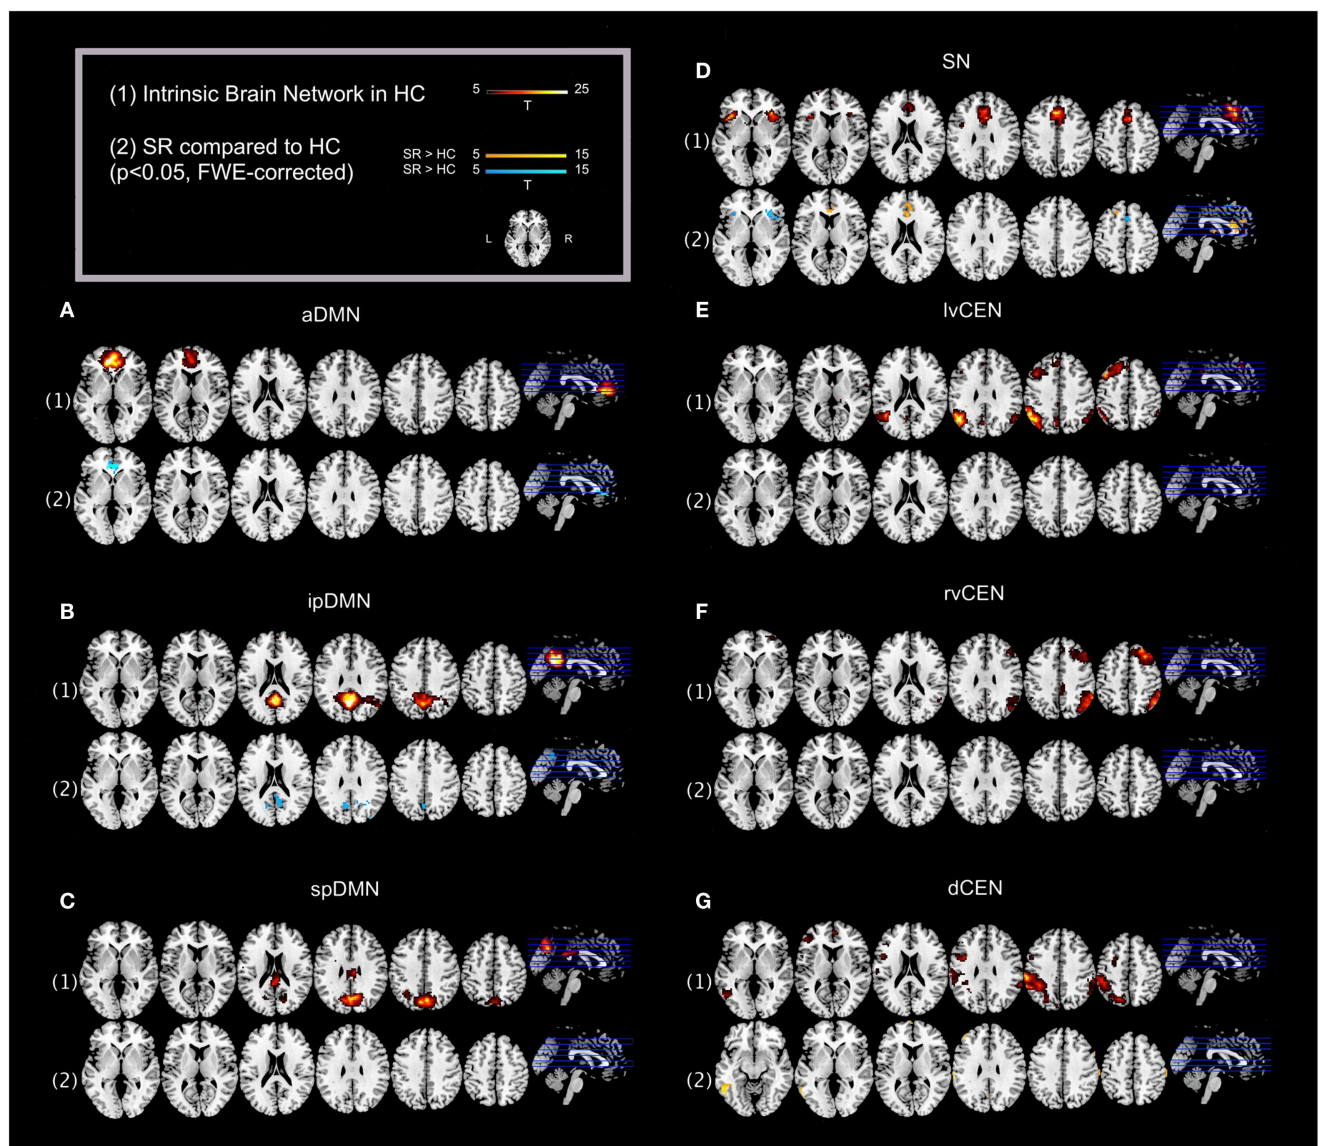 (1) Intrinsic Brain Network in HC
5 25
T
(2) SR compared to HC
(p<0.05, FWE-corrected)
SR > HC 5 15
SR > HC 5 15
T
L R
A
aDMN
(1)
(2)
B
ipDMN
(1)
(2)
C
spDMN
(1)
(2)
D
SN
(1)
(2)
E
lvCEN
(1)
(2)
F
rvCEN
(1)
(2)
G
dCEN
(1)
(2)